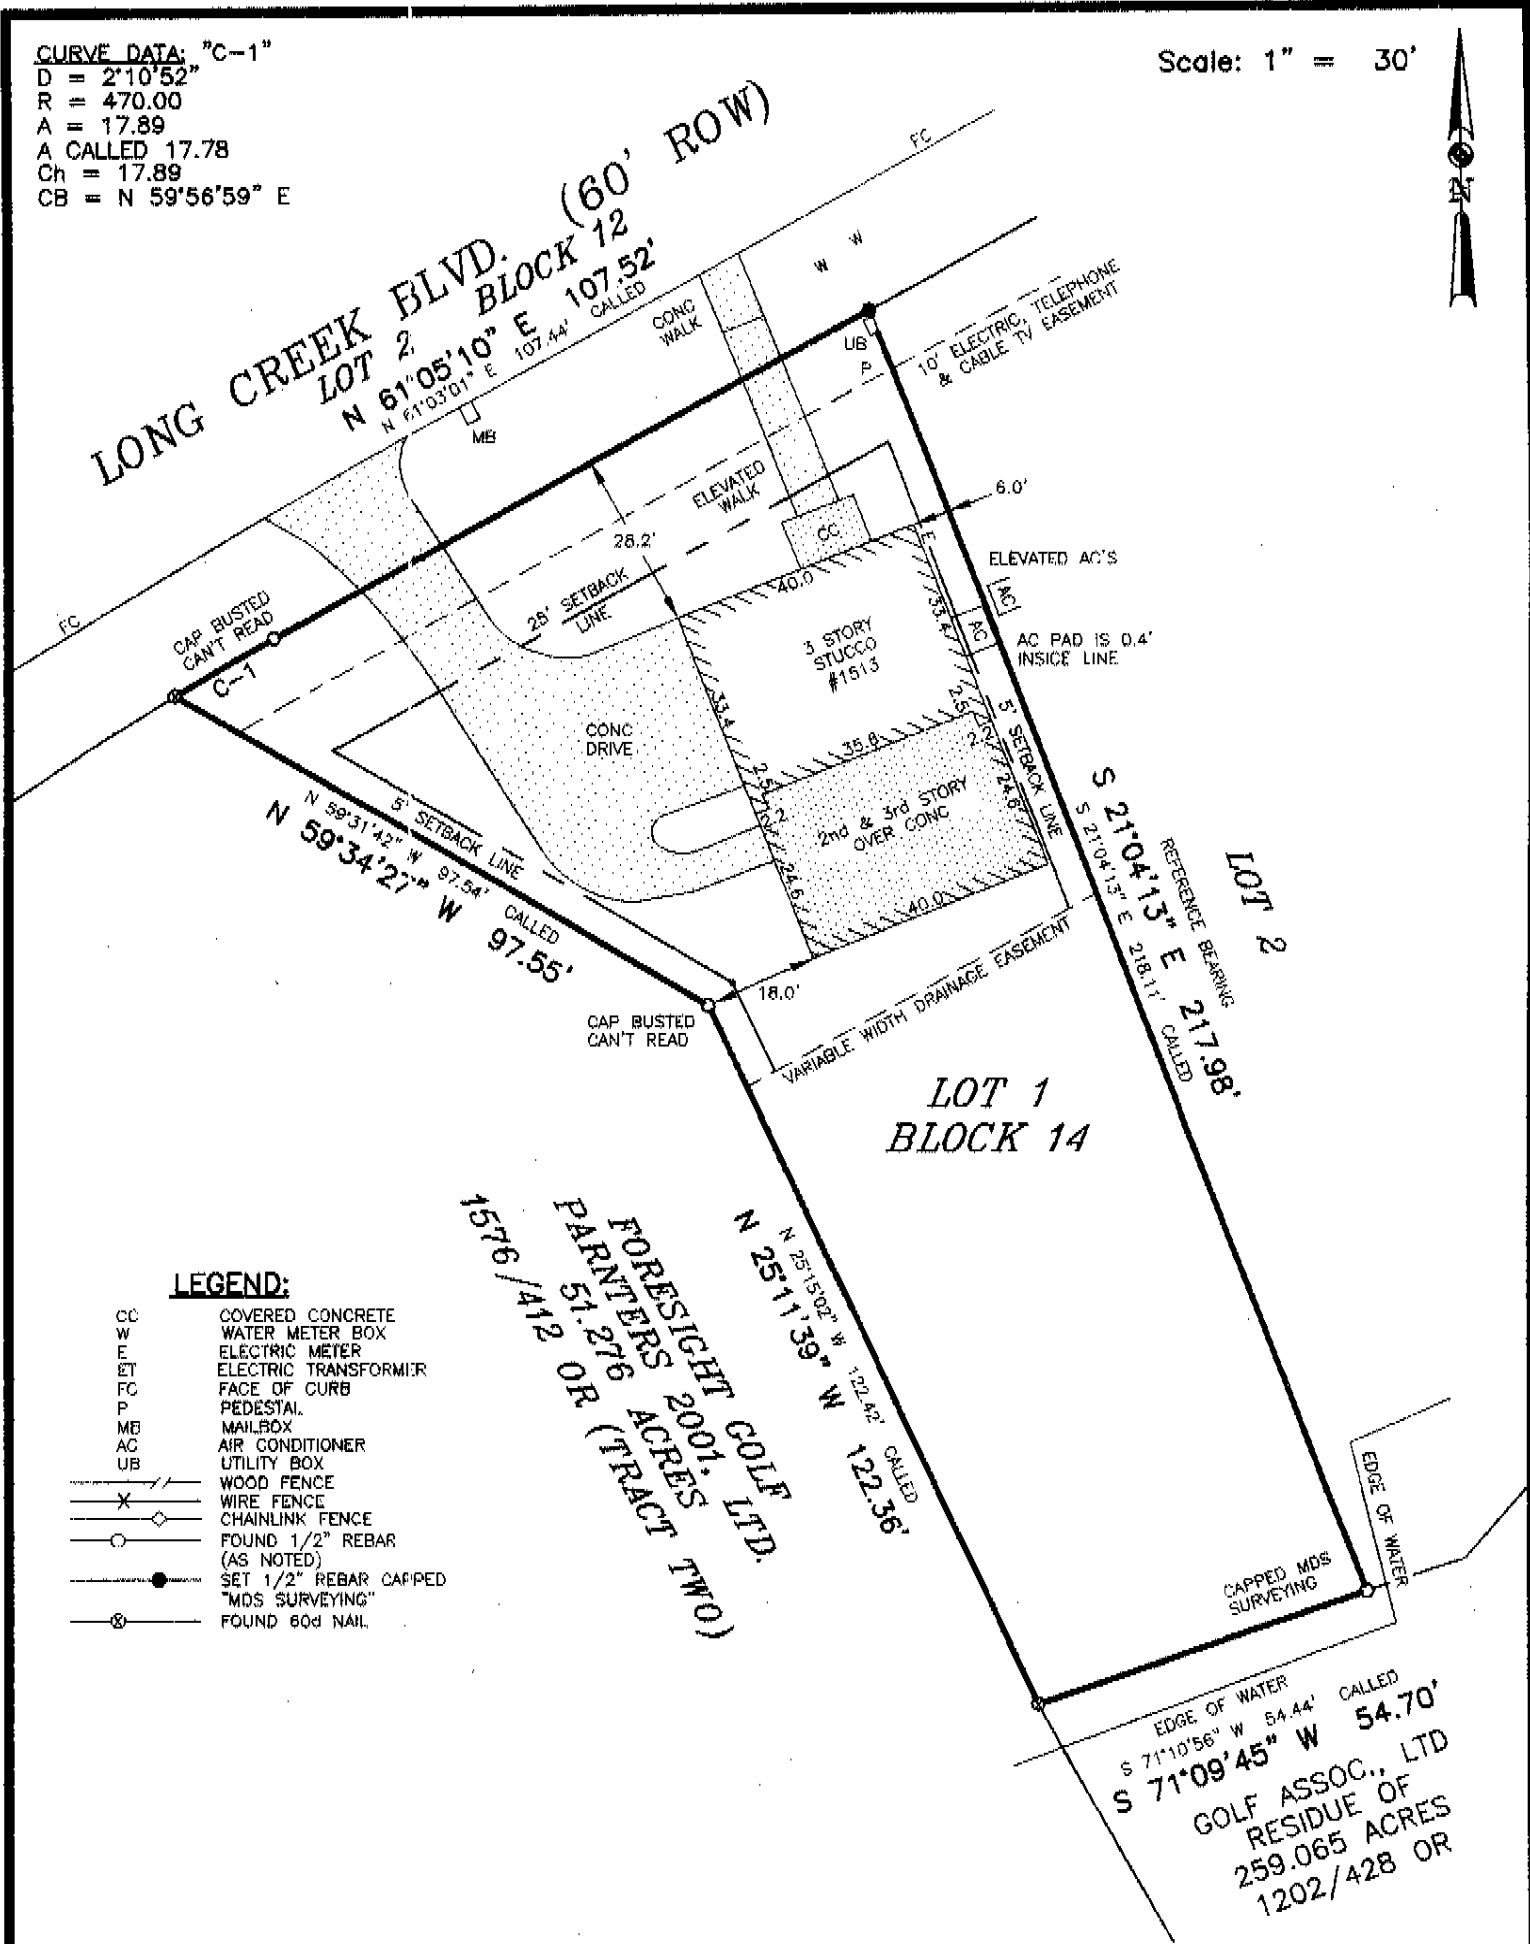 CURVE DATA: "C-1"
D = 2°10'52"
R = 470.00
A = 17.89
A CALLED 17.78
Ch = 17.89
CB = N 59°56'59" E
Scale: 1" = 30'
N
LONG CREEK BLVD. (60' ROW)
LOT 2 BLOCK 12
N 61°05'10" E 107.52'
N 61°03'01" E 107.44' CALLED
FC
W W
CONC
WALK
MB
UB
P
10' ELECTRIC, TELEPHONE
& CABLE TV EASEMENT
ELEVATED
WALK
6.0'
28.2'
CC
E
ELEVATED AC'S
AC
AC
AC PAD IS 0.4'
INSICE LINE
FC
CAP BUSTED
CAN'T READ
C-1
25' SETBACK
LINE
40.0
33.4
3 STORY
STUCCO
#1513
33.4
2.5
2.2
35.8
2.5
2
5' SETBACK LINE
CONC
DRIVE
2nd & 3rd STORY
OVER CONC
24.6
24.6
40.0
N 59°31'42" W 97.54' CALLED
N 59°34'27" W 97.55'
5' SETBACK LINE
CAP BUSTED
CAN'T READ
18.0'
VARIABLE WIDTH DRAINAGE EASEMENT
S 21°04'13" E 217.98'
S 21°04'13" E 218.11' CALLED
REFERENCE BEARING
LOT 2
LOT 1
BLOCK 14
N 25°15'02" W 122.42' CALLED
N 25°11'39" W 122.36'
FORESIGHT GOLF
PARNTERS 2001, LTD.
51.276 ACRES
1576/412 OR (TRACT TWO)
LEGEND:
CC COVERED CONCRETE
W WATER METER BOX
E ELECTRIC METER
ET ELECTRIC TRANSFORMER
FC FACE OF CURB
P PEDESTAL
MB MAILBOX
AC AIR CONDITIONER
UB UTILITY BOX
WOOD FENCE
WIRE FENCE
CHAINLINK FENCE
FOUND 1/2" REBAR
(AS NOTED)
SET 1/2" REBAR CAPPED
"MDS SURVEYING"
FOUND 60d NAIL
EDGE OF WATER
CAPPED MDS
SURVEYING
EDGE OF WATER
S 71°10'56" W 54.44' CALLED
S 71°09'45" W 54.70'
GOLF ASSOC., LTD
RESIDUE OF
259.065 ACRES
1202/428 OR